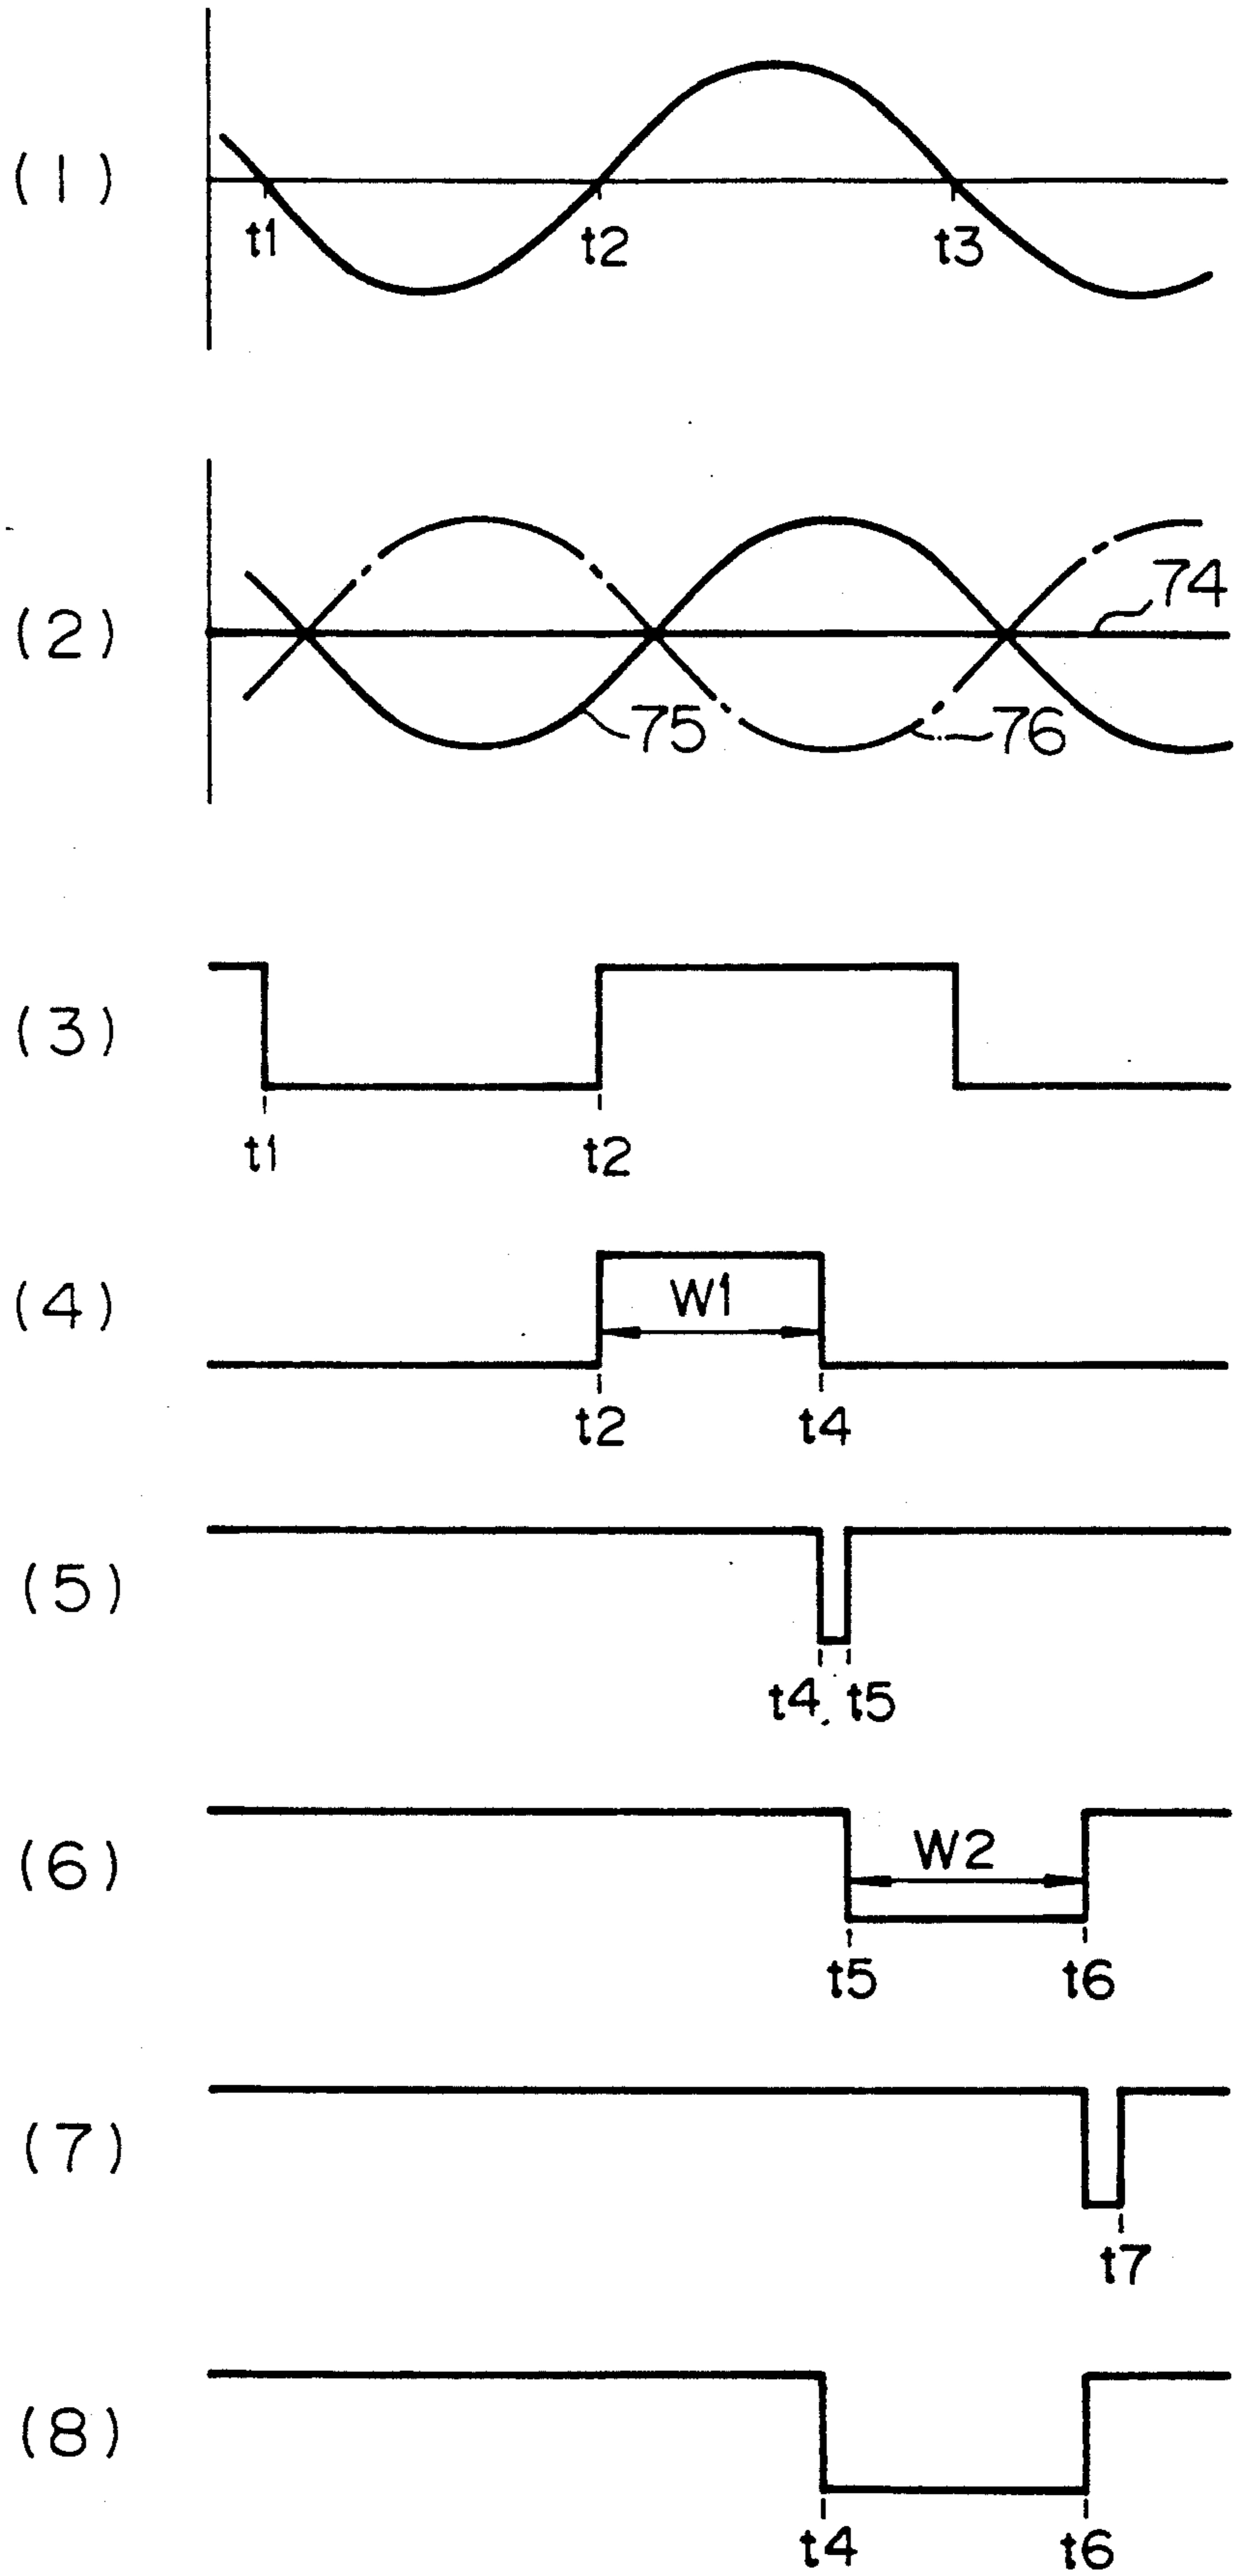 (1)
t1 t2 t3
(2)
74
75 76
(3)
t1 t2
(4)
W1
t2 t4
(5)
t4 t5
(6)
W2
t5 t6
(7)
t7
(8)
t4 t6